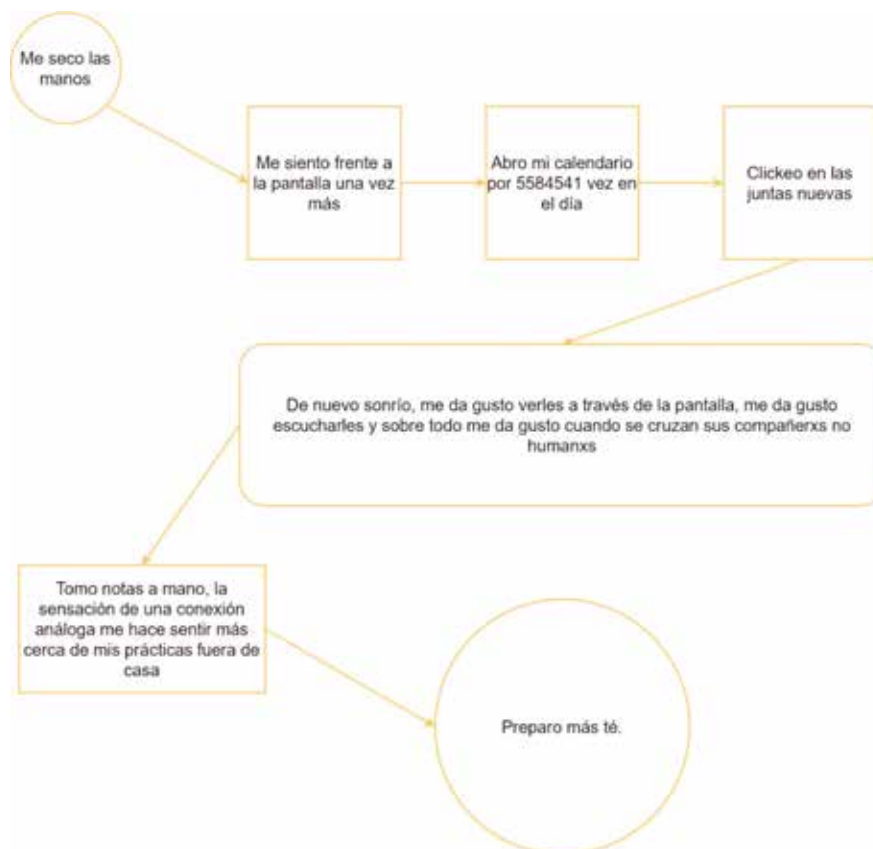 Me seco las
manos
Me siento frente a
la pantalla una vez
más
Abro mi calendario
por 5584541 vez en
el día
Clickeo en las
juntas nuevas
De nuevo sonrío, me da gusto verles a través de la pantalla, me da gusto
escucharles y sobre todo me da gusto cuando se cruzan sus compañerxs no
humanxs
Tomo notas a mano, la
sensación de una conexión
análoga me hace sentir más
cerca de mis prácticas fuera de
casa
Preparo más té.